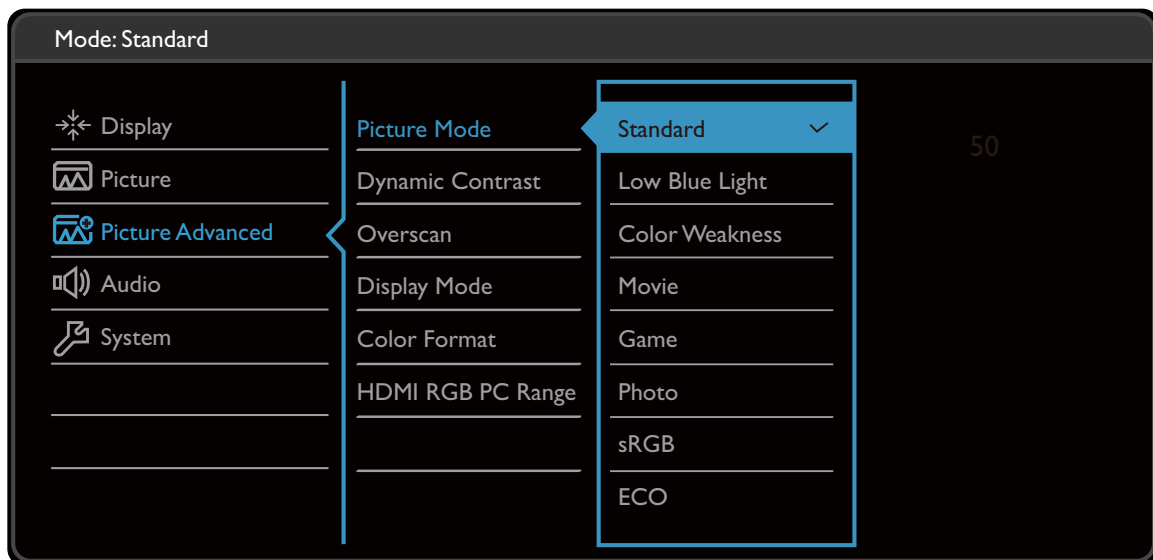 Mode: Standard
Display
Picture
Picture Advanced
Audio
System
Picture Mode
Dynamic Contrast
Overscan
Display Mode
Color Format
HDMI RGB PC Range
Standard
Low Blue Light
Color Weakness
Movie
Game
Photo
sRGB
ECO
50